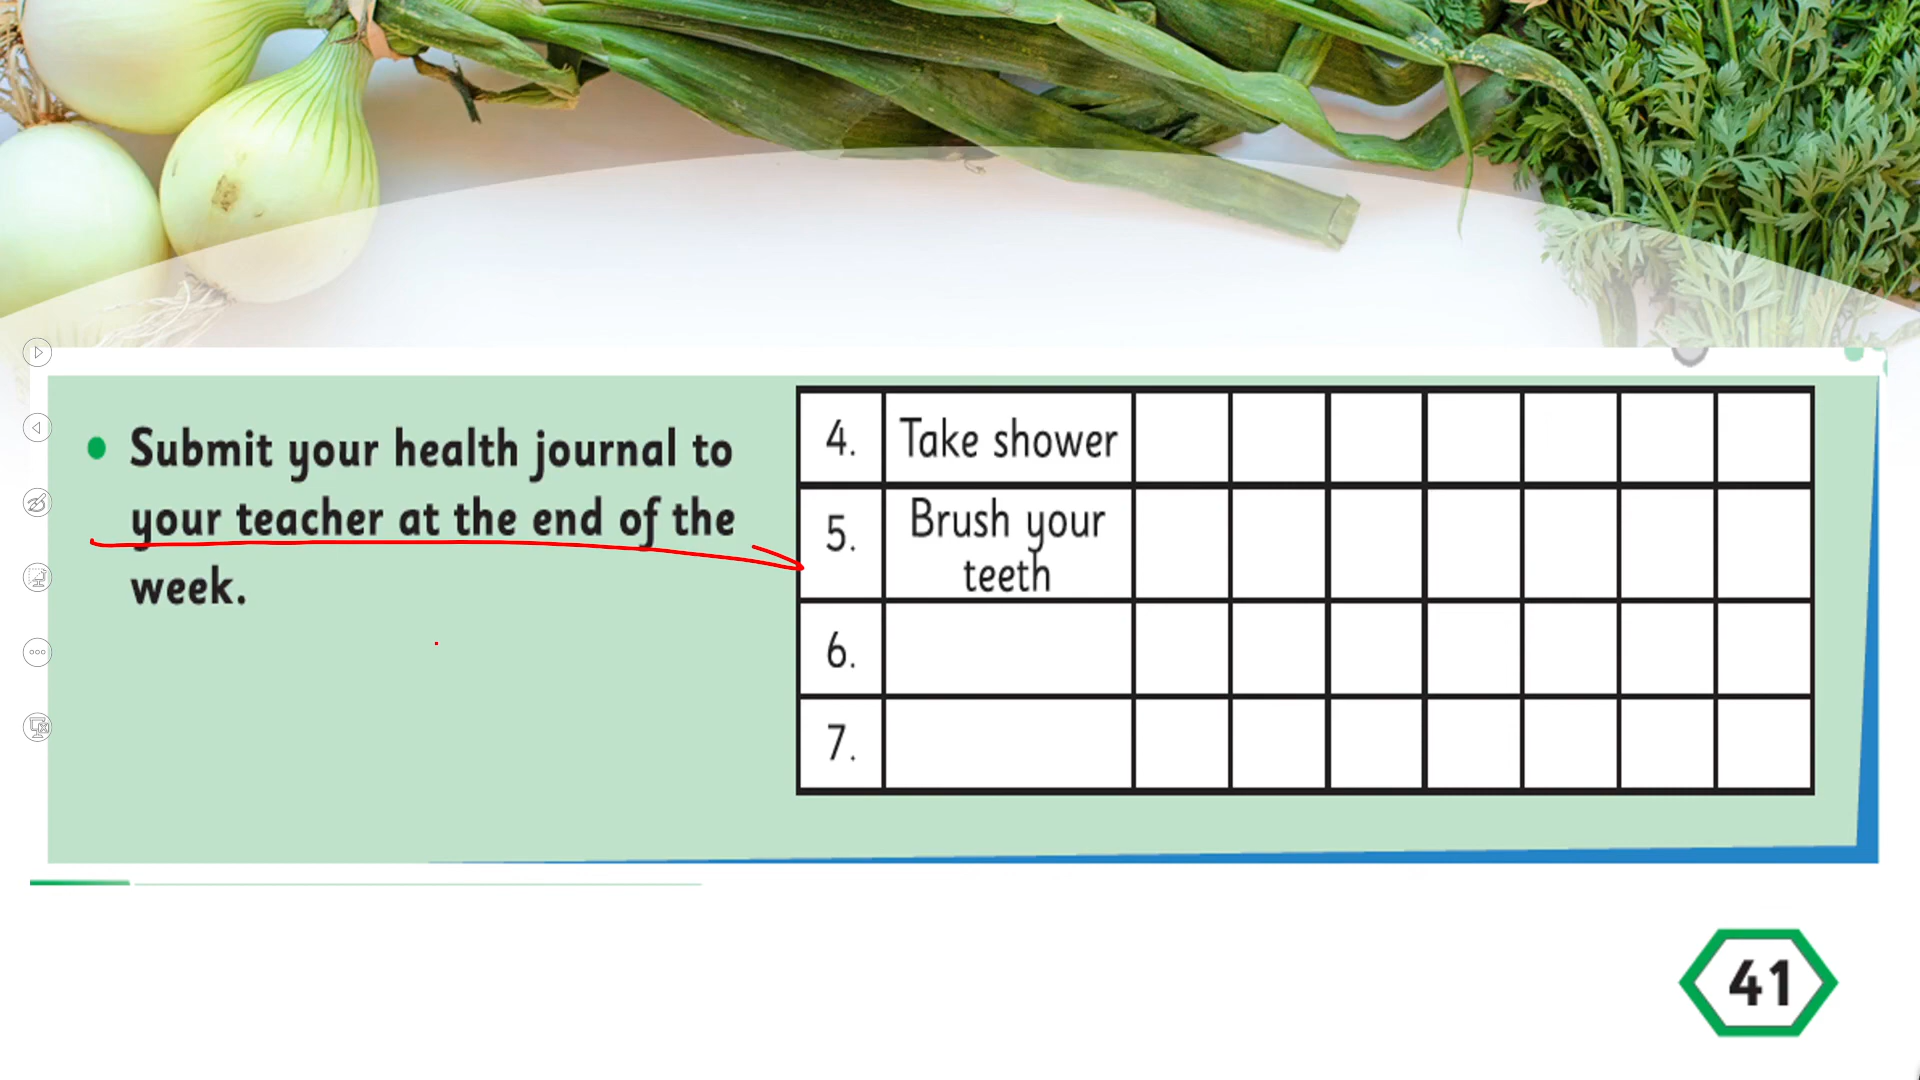 Submit your health journal to
your teacher at the end of the
week.
4. Take shower
5. Brush your
teeth
6.
7.
41